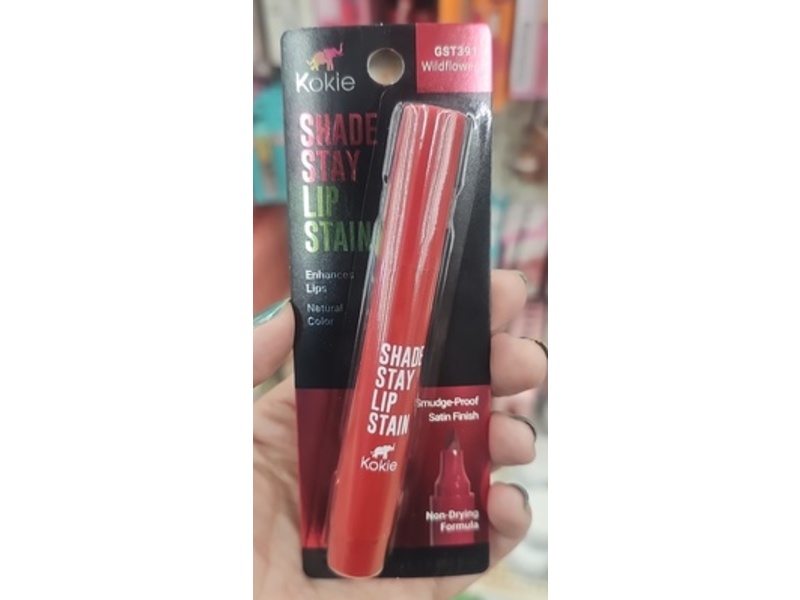 Kokie
GST391
Wildflower
SHADE
STAY
LIP
STAIN
Enhances
Lips
Natural
Color
SHADE
STAY
LIP
STAIN
Kokie
Smudge-Proof
Satin Finish
Non-Drying
Formula